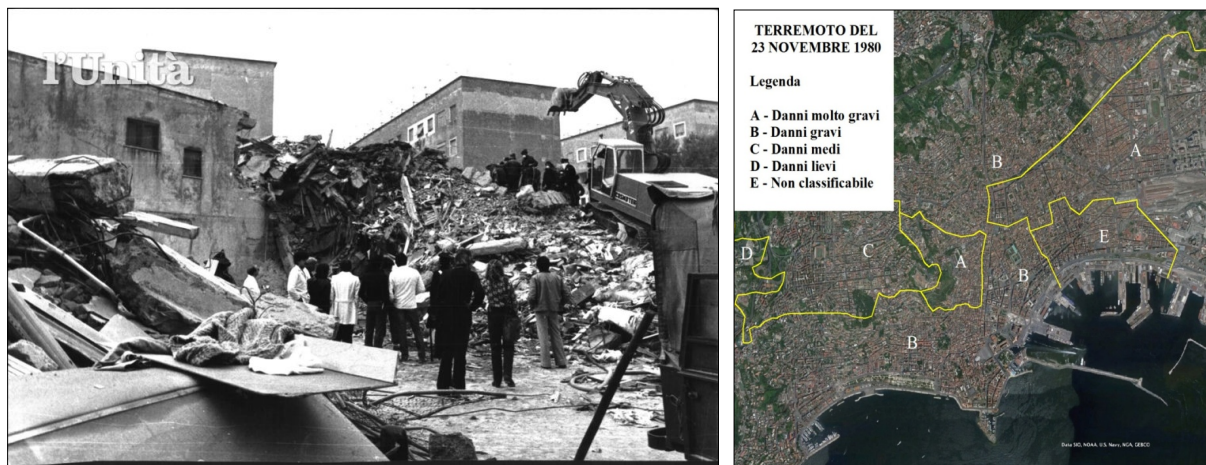 l'Unità
TERREMOTO DEL
23 NOVEMBRE 1980
Legenda
A - Danni molto gravi
B - Danni gravi
C - Danni medi
D - Danni lievi
E - Non classificabile
B
A
D
C
A
B
E
B
Data SIO, NOAA, U.S. Navy, NGA, GEBCO